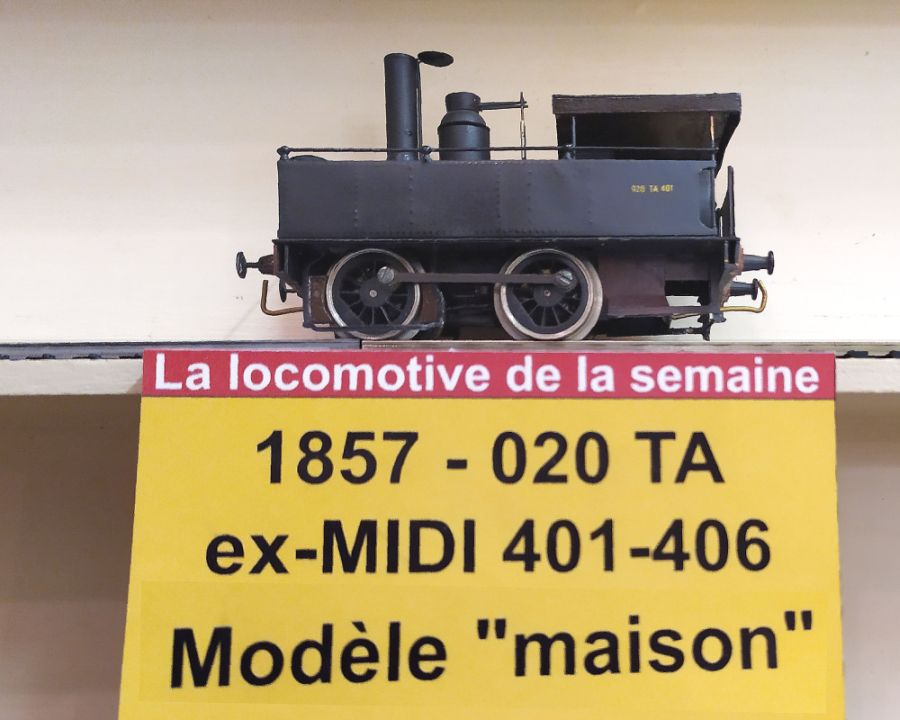 020 TA 401
La locomotive de la semaine
1857 - 020 TA
ex-MIDI 401-406
Modèle "maison"